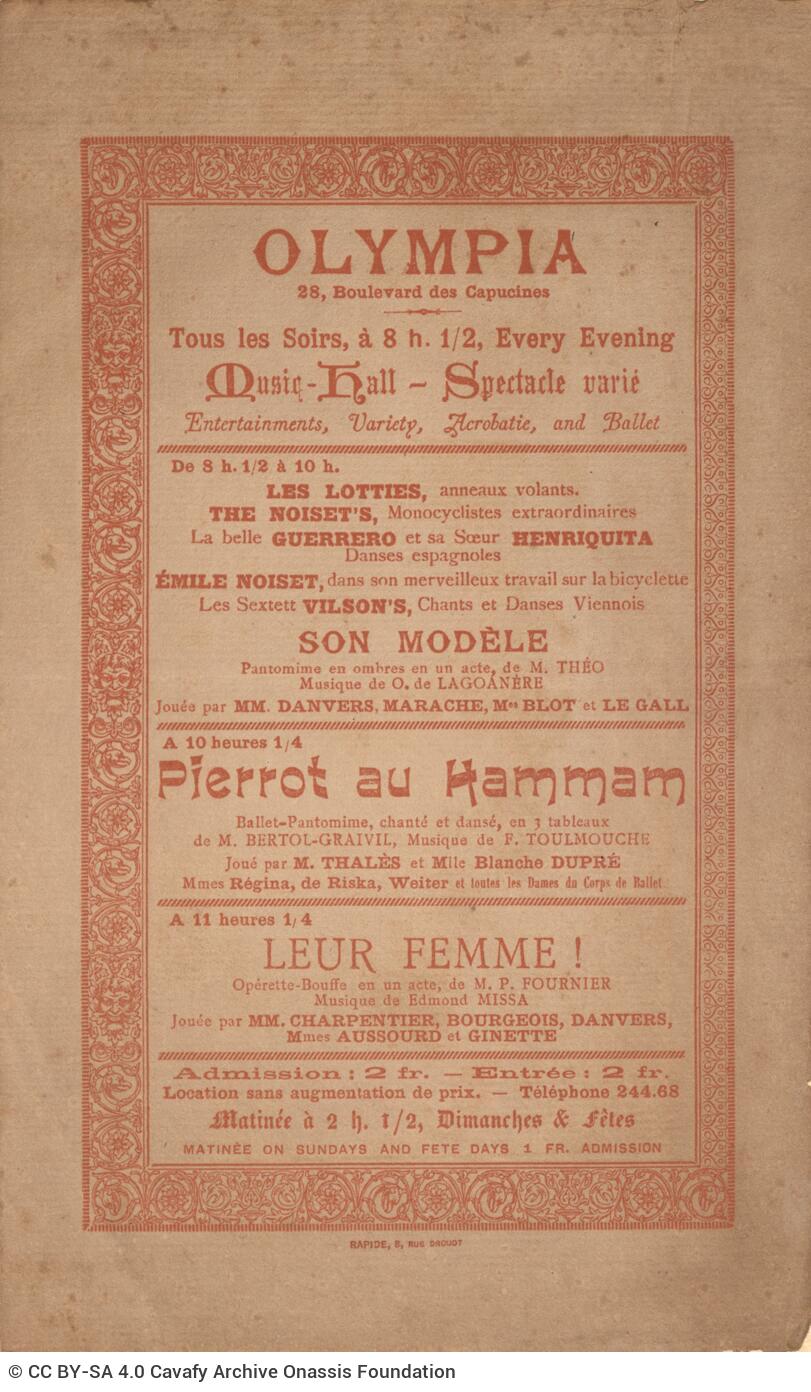 OLYMPIA
28, Boulevard des Capucines
Tous les Soirs, à 8 h. 1/2, Every Evening
Musiq-Hall – Spectacle varié
Entertainments, Variety, Acrobatie, and Ballet
De 8 h. 1/2 à 10 h.
LES LOTTIES, anneaux volants.
THE NOISET'S, Monocyclistes extraordinaires
La belle GUERRERO et sa Sœur HENRIQUITA
Danses espagnoles
ÉMILE NOISET, dans son merveilleux travail sur la bicyclette
Les Sextett VILSON'S, Chants et Danses Viennois
SON MODÈLE
Pantomime en ombres en un acte, de M. THÉO
Musique de O. de LAGOANÈRE
Jouée par MM. DANVERS, MARACHE, Mes BLOT et LE GALL
A 10 heures 1/4
Pierrot au Hammam
Ballet-Pantomime, chanté et dansé, en 3 tableaux
de M. BERTOL-GRAIVIL, Musique de F. TOULMOUCHE
Joué par M. THALÈS et Mlle Blanche DUPRÉ
Mmes Régina, de Riska, Weiter et toutes les Dames du Corps de Ballet
A 11 heures 1/4
LEUR FEMME !
Opérette-Bouffe en un acte, de M. P. FOURNIER
Musique de Edmond MISSA
Jouée par MM. CHARPENTIER, BOURGEOIS, DANVERS,
Mmes AUSSOURD et GINETTE
Admission : 2 fr. — Entrée : 2 fr.
Location sans augmentation de prix. — Téléphone 244.68
Matinée à 2 h. 1/2, Dimanches & Fêtes
MATINÉE ON SUNDAYS AND FETE DAYS 1 FR. ADMISSION
RAPIDE, 8, RUE DROUOT
© CC BY-SA 4.0 Cavafy Archive Onassis Foundation